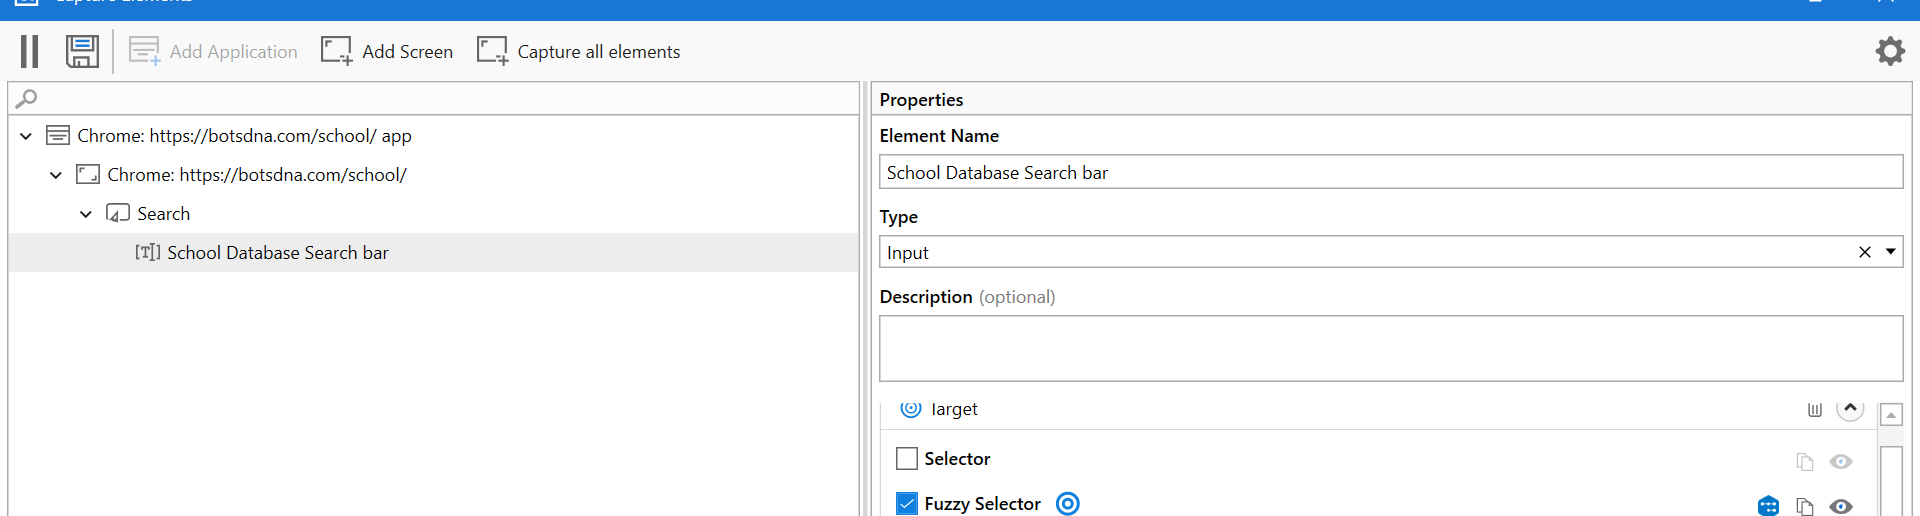 Capture Elements
Add Application
Add Screen
Capture all elements
Properties
Chrome: https://botsdna.com/school/ app
Chrome: https://botsdna.com/school/
Search
School Database Search bar
Element Name
School Database Search bar
Type
Input
Description (optional)
Target
Selector
Fuzzy Selector